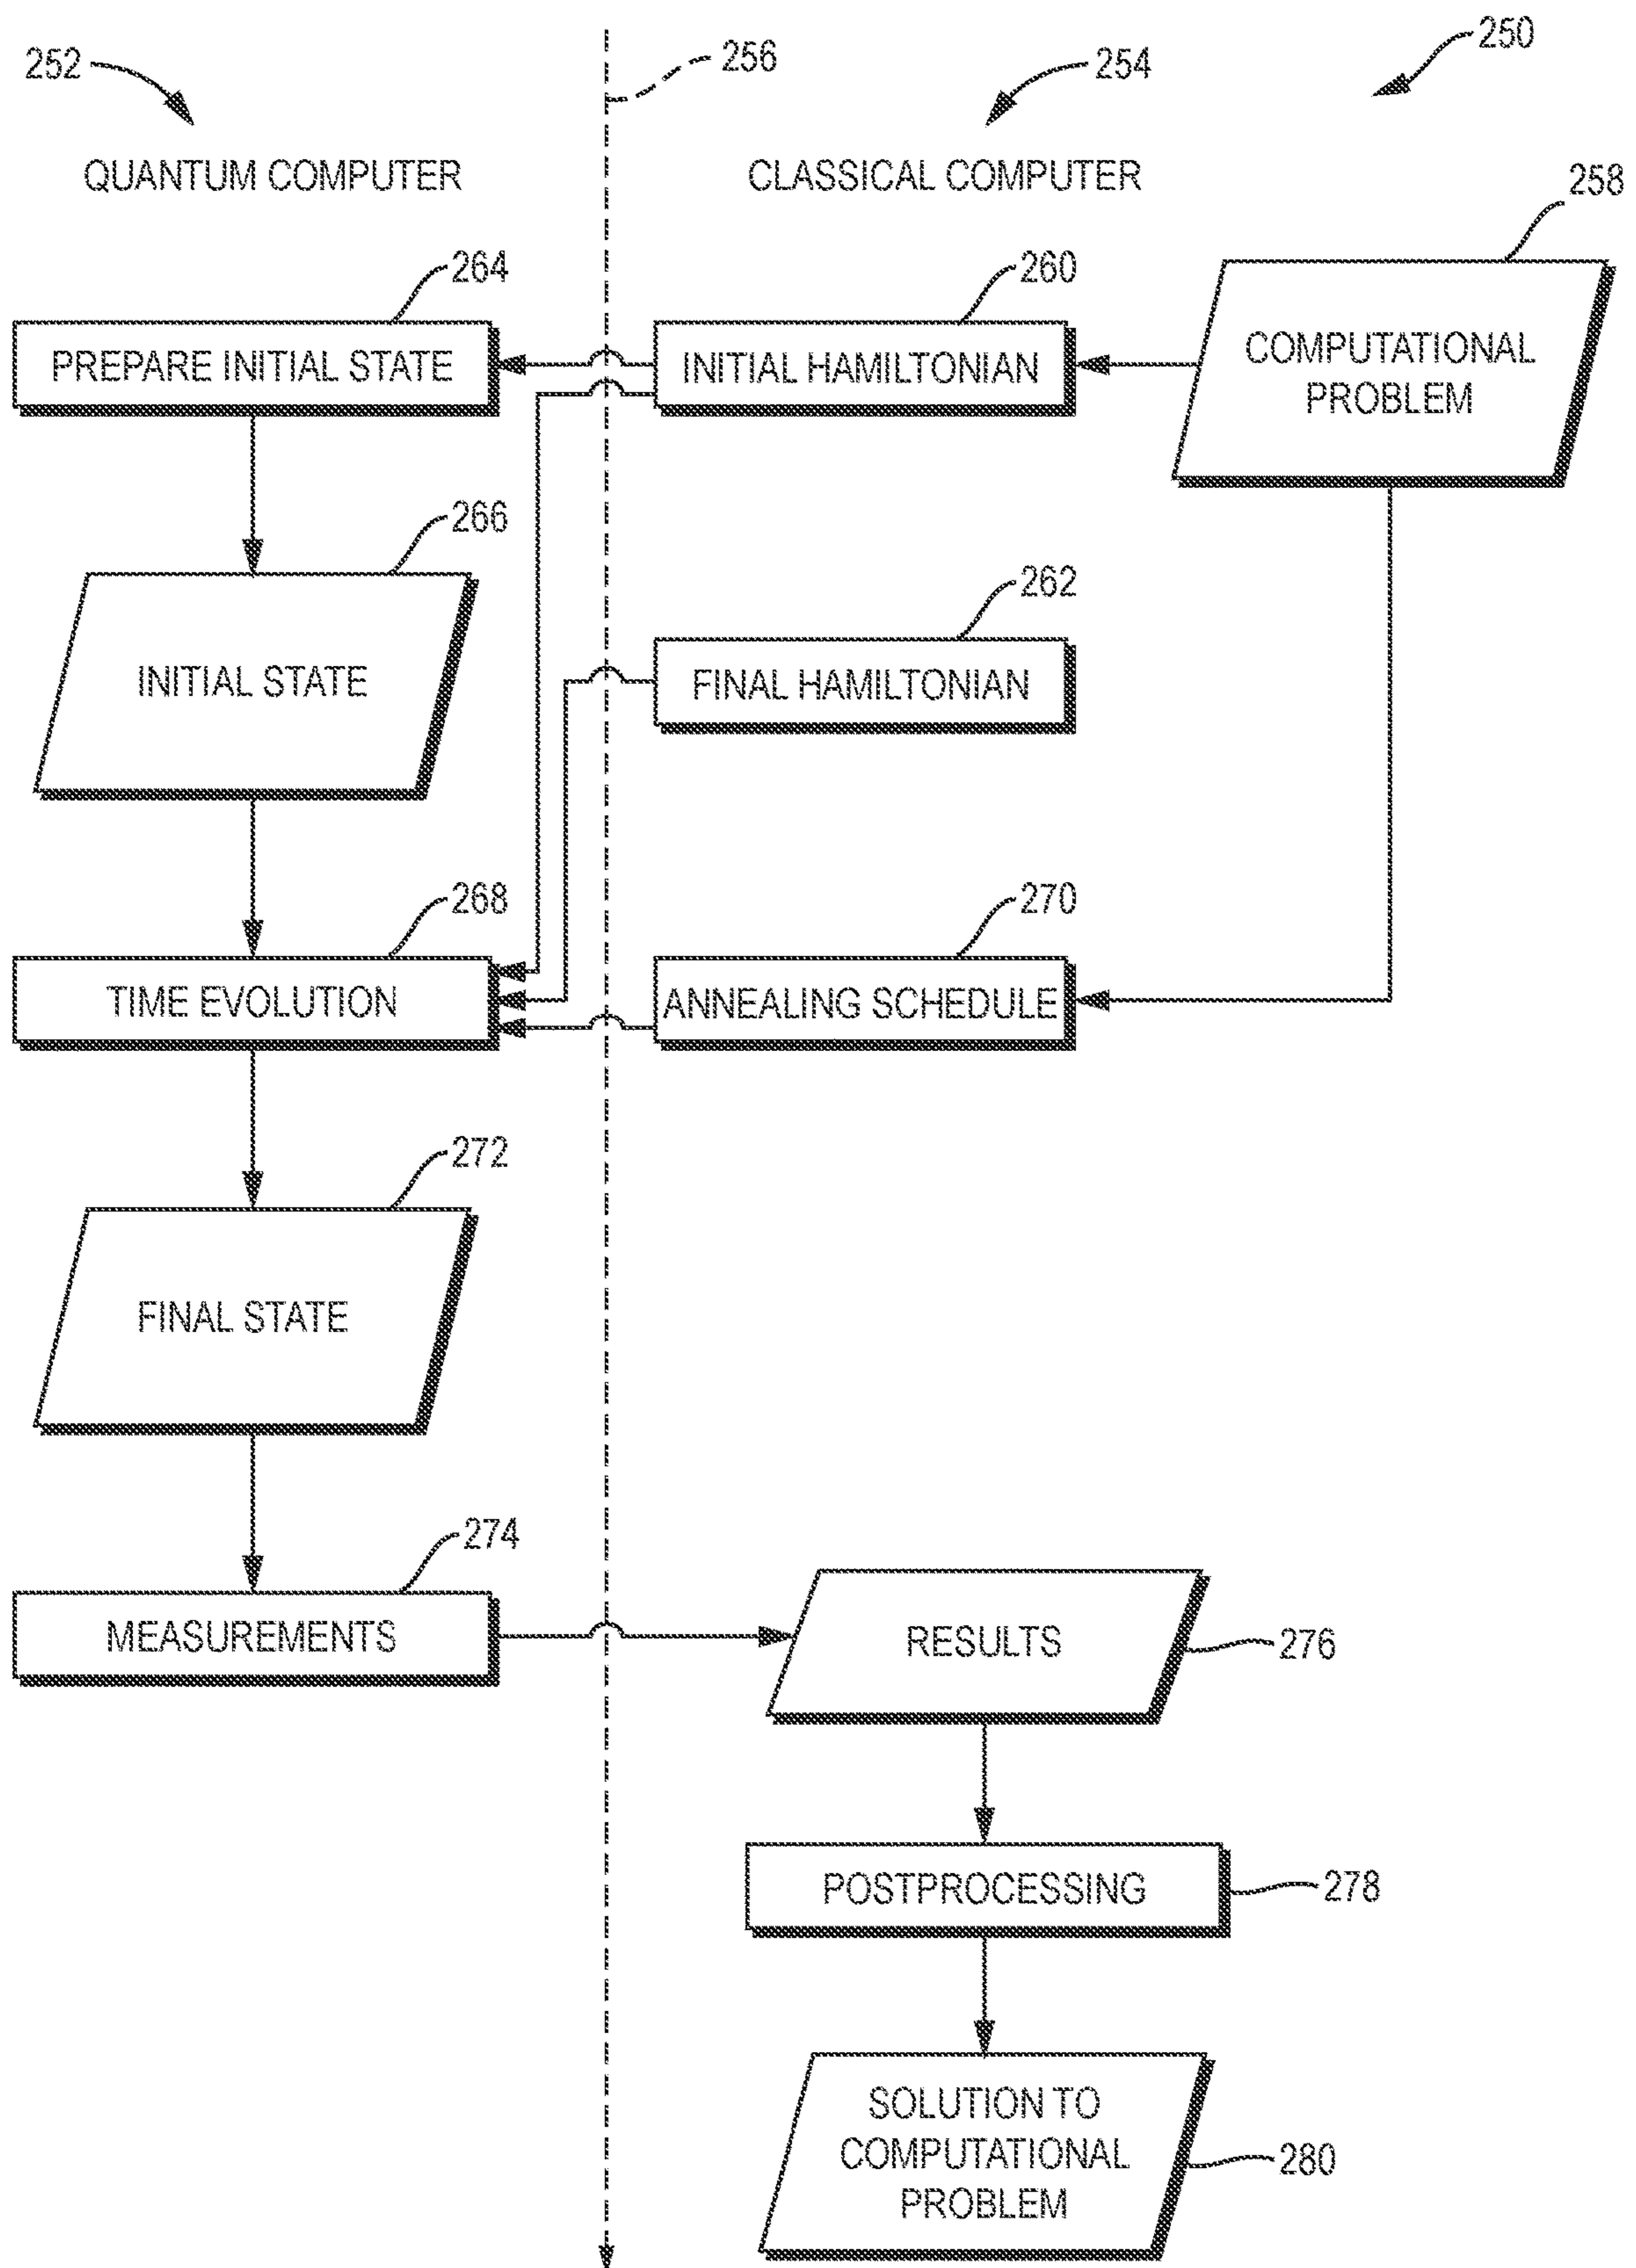 250
252
256
254
QUANTUM COMPUTER
CLASSICAL COMPUTER
258
264
260
PREPARE INITIAL STATE
INITIAL HAMILTONIAN
COMPUTATIONAL
PROBLEM
266
262
INITIAL STATE
FINAL HAMILTONIAN
268
270
TIME EVOLUTION
ANNEALING SCHEDULE
272
FINAL STATE
274
MEASUREMENTS
RESULTS
276
POSTPROCESSING
278
SOLUTION TO
COMPUTATIONAL
PROBLEM
280